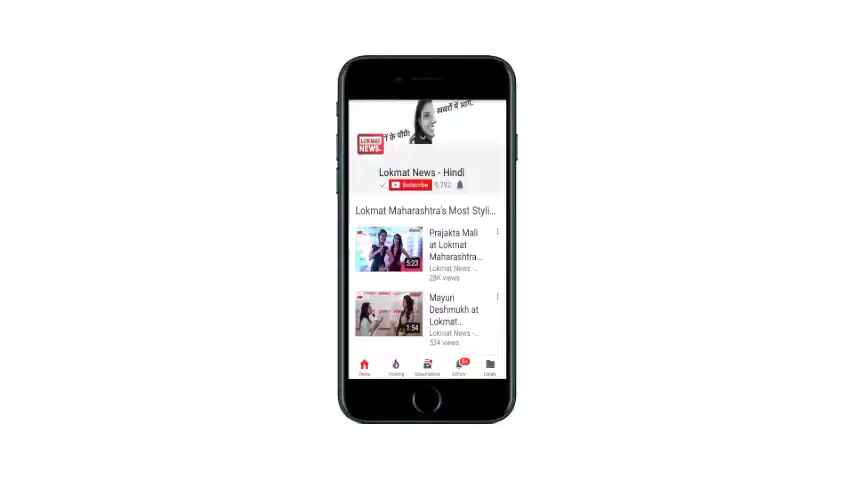 खबरों में आगे,
LOKMAT
NEWS
Lokmat News - Hindi
Subscribe 9,792
Lokmat Maharashtra's Most Styli...
Prajakta Mali
at Lokmat
Maharashtra...
Lokmat News -...
28K views
5:23
Mayuri
Deshmukh at
Lokmat...
Lokmat News -...
534 views
1:54
Home Trending Subscriptions Activity Library